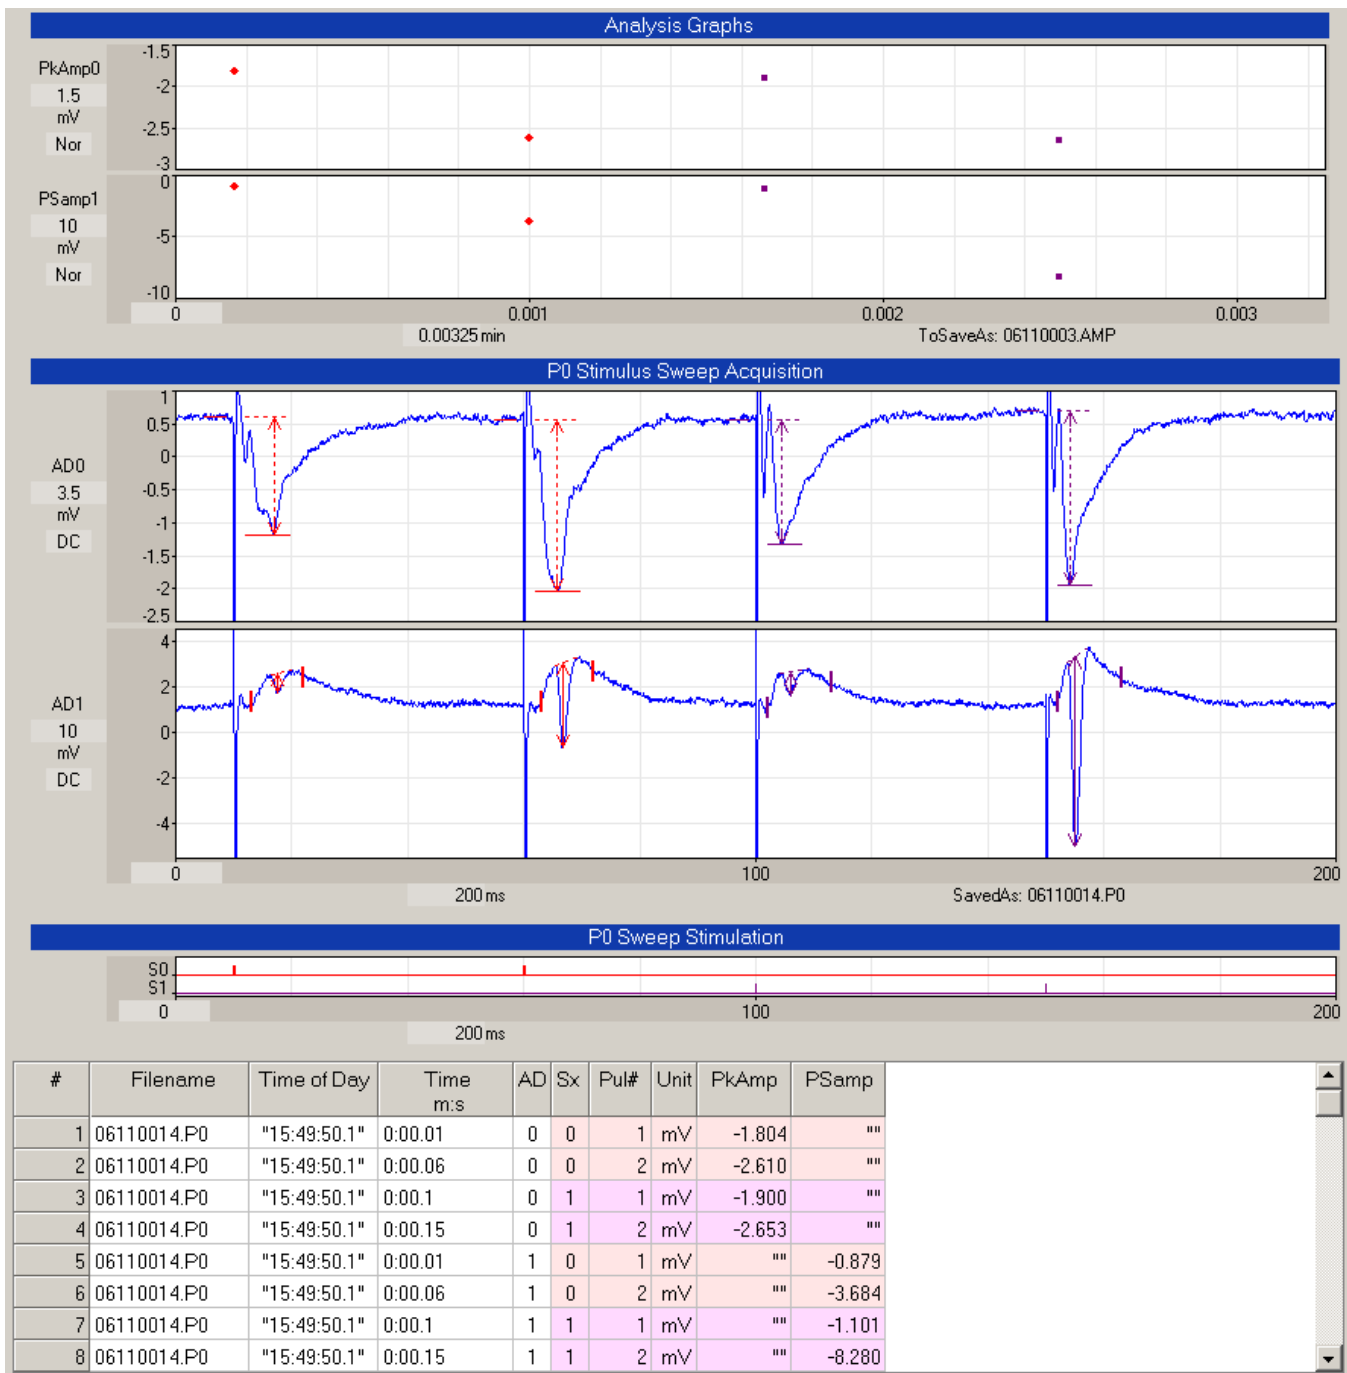 Analysis Graphs
PkAmp0
1.5
mV
Nor
-1.5
-2
-2.5
-3
PSamp1
10
mV
Nor
0
-5
-10
0 0.001 0.002 0.003
0.00325 min ToSaveAs: 06110003.AMP
P0 Stimulus Sweep Acquisition
AD0
3.5
mV
DC
1
0.5
0
-0.5
-1
-1.5
-2
-2.5
AD1
10
mV
DC
4
2
0
-2
-4
0 100 200
200 ms SavedAs: 06110014.P0
P0 Sweep Stimulation
S0
S1
0 100 200
200 ms
# Filename Time of Day Time m:s AD Sx Pul# Unit PkAmp PSamp
1 06110014.P0 "15:49:50.1" 0:00.01 0 0 1 mV -1.804 ""
2 06110014.P0 "15:49:50.1" 0:00.06 0 0 2 mV -2.610 ""
3 06110014.P0 "15:49:50.1" 0:00.1 0 1 1 mV -1.900 ""
4 06110014.P0 "15:49:50.1" 0:00.15 0 1 2 mV -2.653 ""
5 06110014.P0 "15:49:50.1" 0:00.01 1 0 1 mV "" -0.879
6 06110014.P0 "15:49:50.1" 0:00.06 1 0 2 mV "" -3.684
7 06110014.P0 "15:49:50.1" 0:00.1 1 1 1 mV "" -1.101
8 06110014.P0 "15:49:50.1" 0:00.15 1 1 2 mV "" -8.280